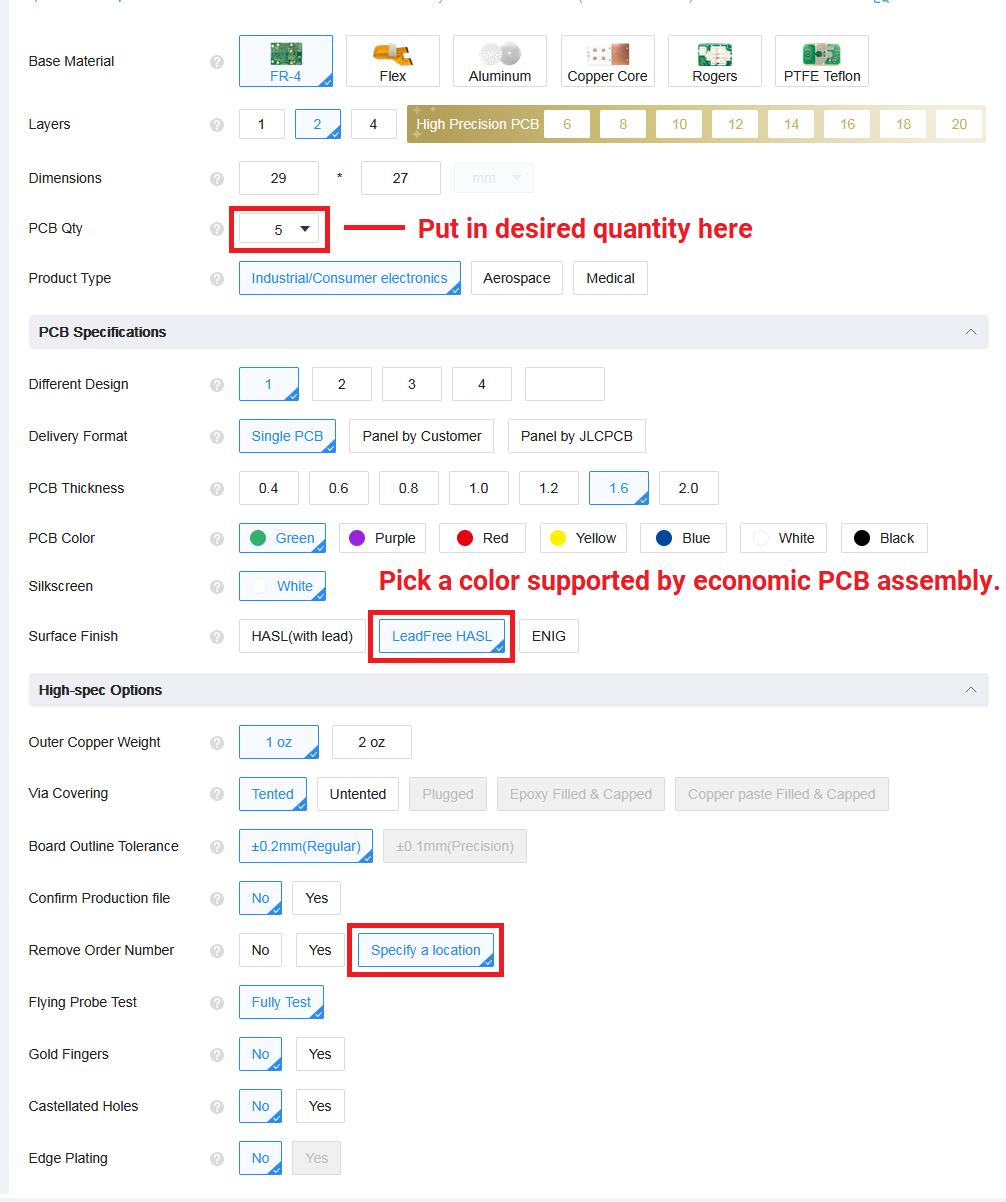 Base Material ? FR-4 Flex Aluminum Copper Core Rogers PTFE Teflon
Layers ? 1 2 4 High Precision PCB 6 8 10 12 14 16 18 20
Dimensions ? 29 * 27 mm
PCB Qty ? 5 Put in desired quantity here
Product Type ? Industrial/Consumer electronics Aerospace Medical
PCB Specifications
Different Design ? 1 2 3 4
Delivery Format ? Single PCB Panel by Customer Panel by JLCPCB
PCB Thickness ? 0.4 0.6 0.8 1.0 1.2 1.6 2.0
PCB Color ? Green Purple Red Yellow Blue White Black
Silkscreen ? White Pick a color supported by economic PCB assembly.
Surface Finish ? HASL(with lead) LeadFree HASL ENIG
High-spec Options
Outer Copper Weight ? 1 oz 2 oz
Via Covering ? Tented Untented Plugged Epoxy Filled & Capped Copper paste Filled & Capped
Board Outline Tolerance ? ±0.2mm(Regular) ±0.1mm(Precision)
Confirm Production file ? No Yes
Remove Order Number ? No Yes Specify a location
Flying Probe Test ? Fully Test
Gold Fingers ? No Yes
Castellated Holes ? No Yes
Edge Plating ? No Yes